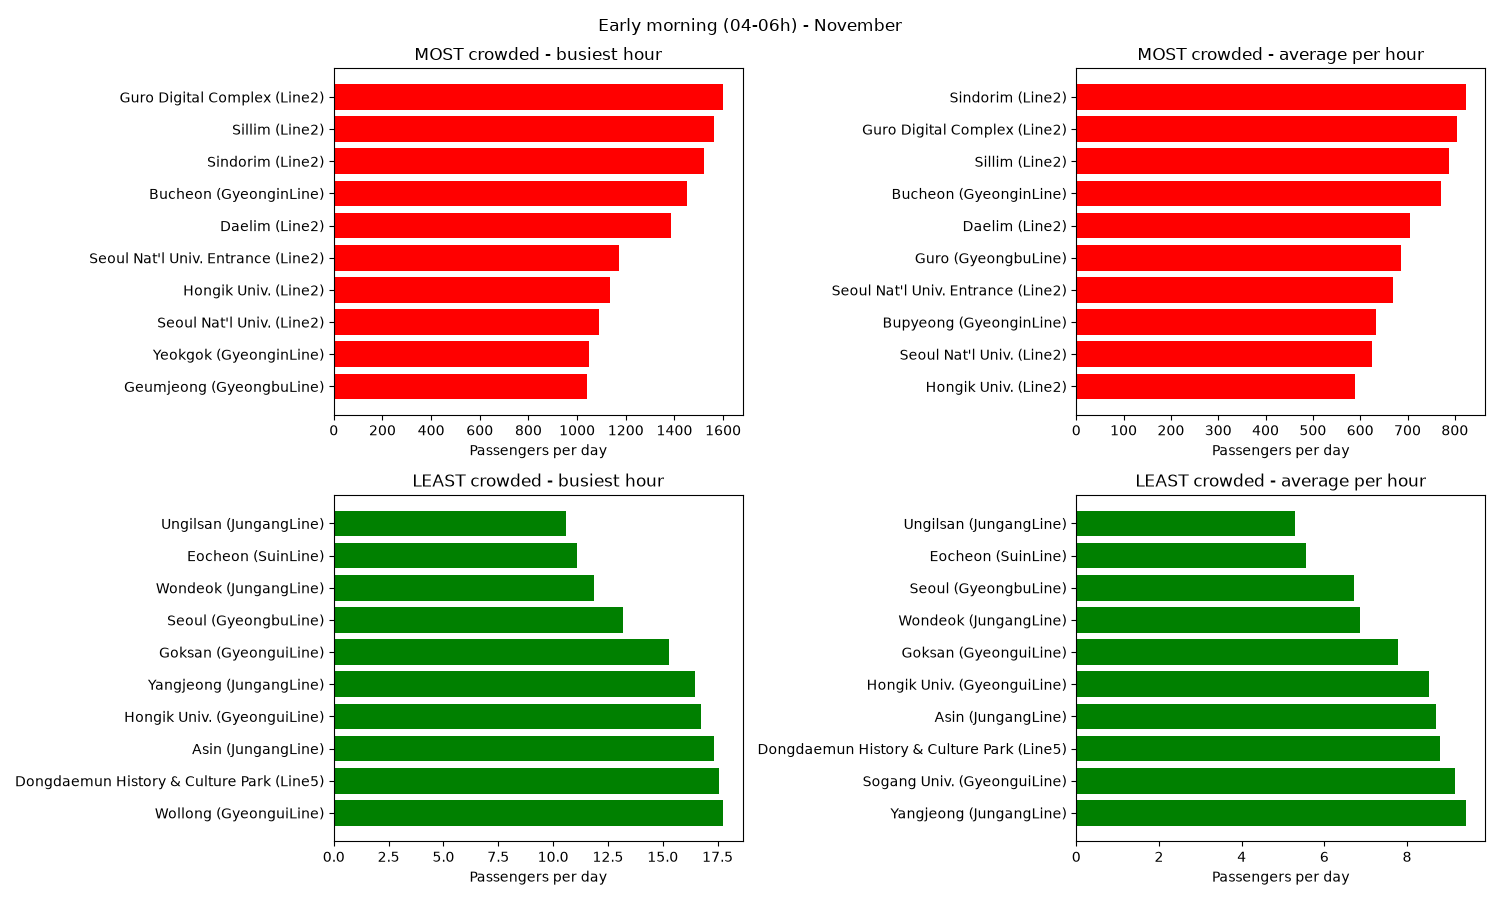 Early morning (04-06h) - November
MOST crowded - busiest hour
Guro Digital Complex (Line2)
Sillim (Line2)
Sindorim (Line2)
Bucheon (GyeonginLine)
Daelim (Line2)
Seoul Nat'l Univ. Entrance (Line2)
Hongik Univ. (Line2)
Seoul Nat'l Univ. (Line2)
Yeokgok (GyeonginLine)
Geumjeong (GyeongbuLine)
0 200 400 600 800 1000 1200 1400 1600
Passengers per day
MOST crowded - average per hour
Sindorim (Line2)
Guro Digital Complex (Line2)
Sillim (Line2)
Bucheon (GyeonginLine)
Daelim (Line2)
Guro (GyeongbuLine)
Seoul Nat'l Univ. Entrance (Line2)
Bupyeong (GyeonginLine)
Seoul Nat'l Univ. (Line2)
Hongik Univ. (Line2)
0 100 200 300 400 500 600 700 800
Passengers per day
LEAST crowded - busiest hour
Ungilsan (JungangLine)
Eocheon (SuinLine)
Wondeok (JungangLine)
Seoul (GyeongbuLine)
Goksan (GyeonguiLine)
Yangjeong (JungangLine)
Hongik Univ. (GyeonguiLine)
Asin (JungangLine)
Dongdaemun History & Culture Park (Line5)
Wollong (GyeonguiLine)
0.0 2.5 5.0 7.5 10.0 12.5 15.0 17.5
Passengers per day
LEAST crowded - average per hour
Ungilsan (JungangLine)
Eocheon (SuinLine)
Seoul (GyeongbuLine)
Wondeok (JungangLine)
Goksan (GyeonguiLine)
Hongik Univ. (GyeonguiLine)
Asin (JungangLine)
Dongdaemun History & Culture Park (Line5)
Sogang Univ. (GyeonguiLine)
Yangjeong (JungangLine)
0 2 4 6 8
Passengers per day